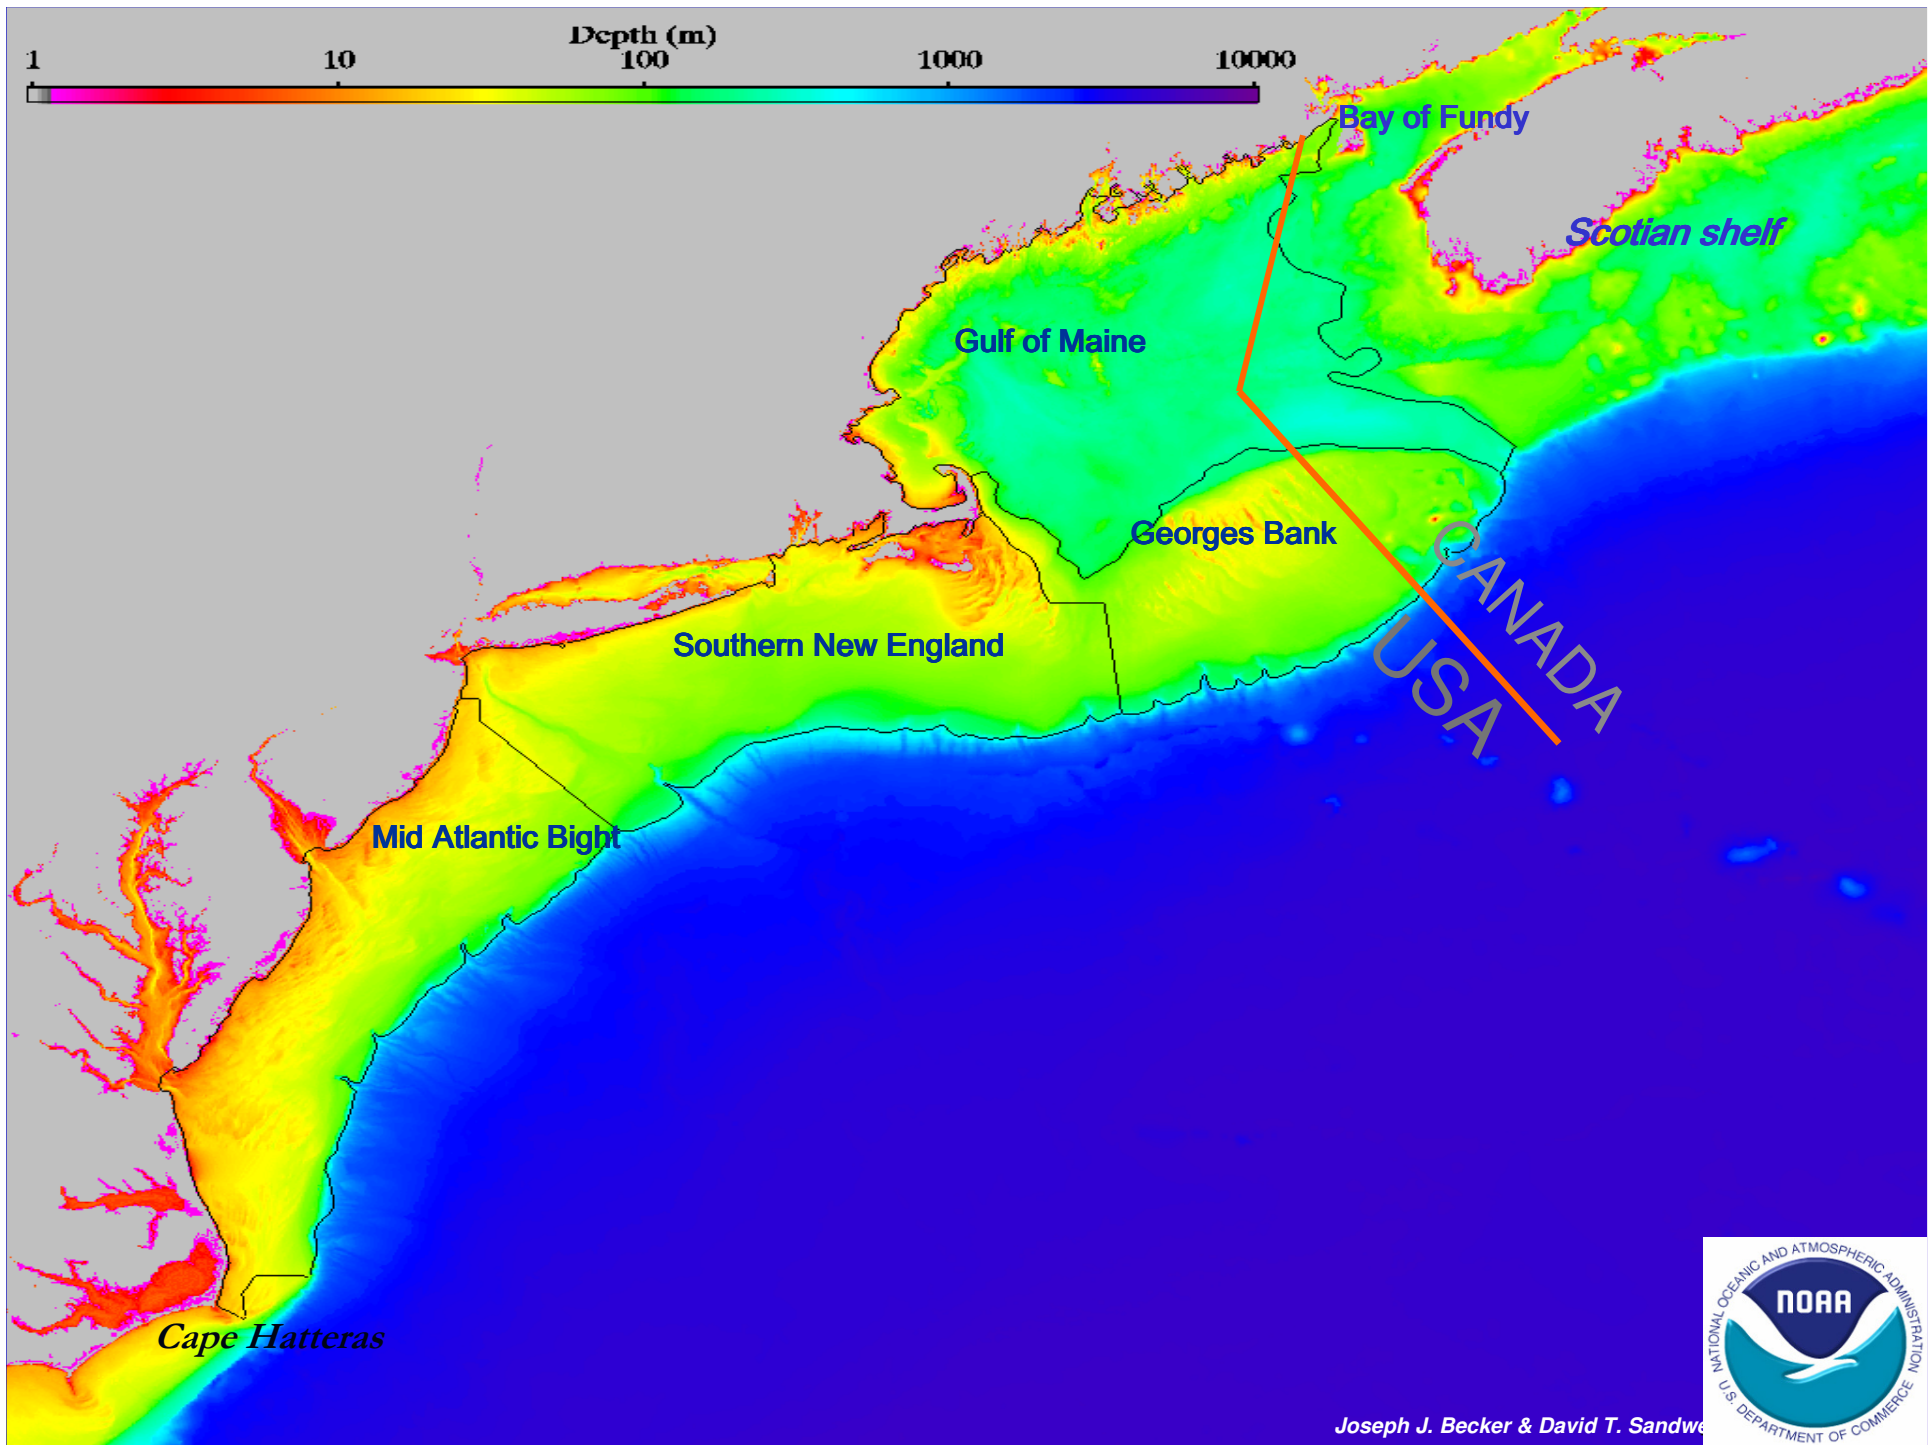 Depth (m)
1 10 100 1000 10000
Bay of Fundy
Scotian shelf
Gulf of Maine
Georges Bank
CANADA
USA
Southern New England
Mid Atlantic Bight
Cape Hatteras
NATIONAL OCEANIC AND ATMOSPHERIC ADMINISTRATION
NOAA
U.S. DEPARTMENT OF COMMERCE
Joseph J. Becker & David T. Sandwe